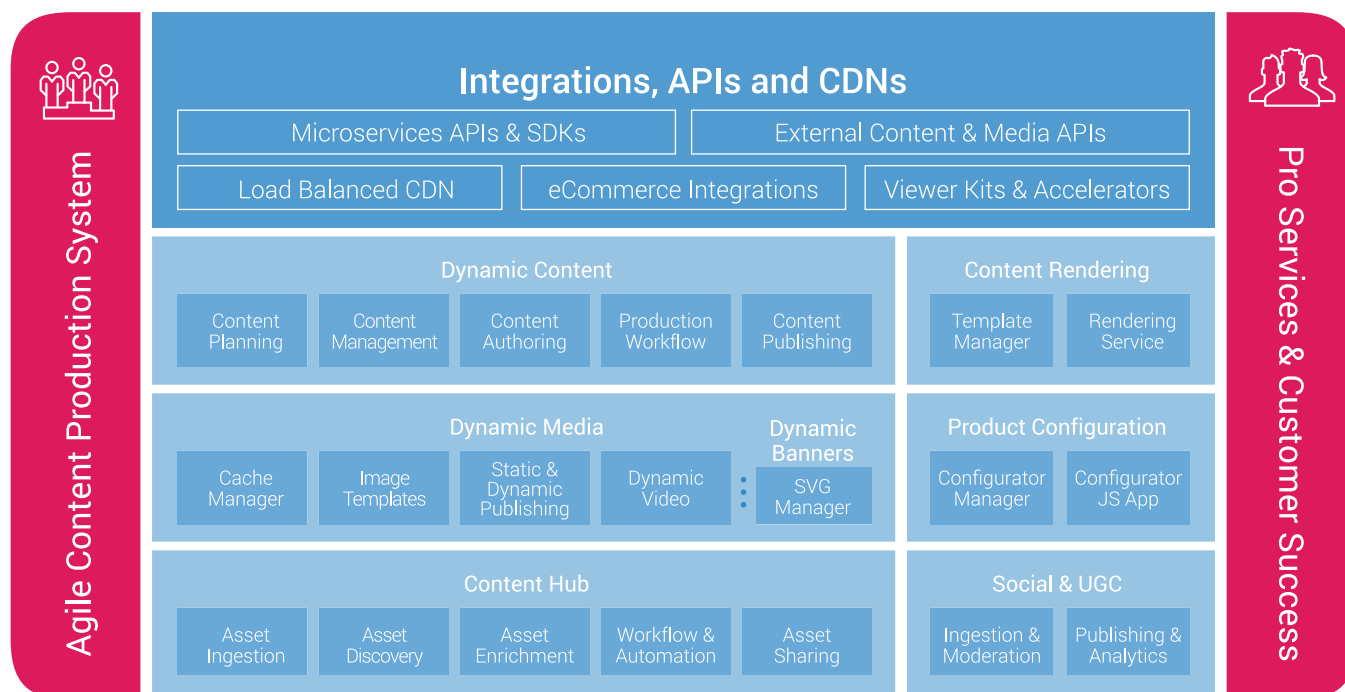 Agile Content Production System
Integrations, APIs and CDNs
Microservices APIs & SDKs
External Content & Media APIs
Load Balanced CDN
eCommerce Integrations
Viewer Kits & Accelerators
Dynamic Content
Content
Planning
Content
Management
Content
Authoring
Production
Workflow
Content
Publishing
Content Rendering
Template
Manager
Rendering
Service
Dynamic Media
Cache
Manager
Image
Templates
Static &
Dynamic
Publishing
Dynamic
Video
Dynamic
Banners
SVG
Manager
Product Configuration
Configurator
Manager
Configurator
JS App
Content Hub
Asset
Ingestion
Asset
Discovery
Asset
Enrichment
Workflow &
Automation
Asset
Sharing
Social & UGC
Ingestion &
Moderation
Publishing &
Analytics
Pro Services & Customer Success